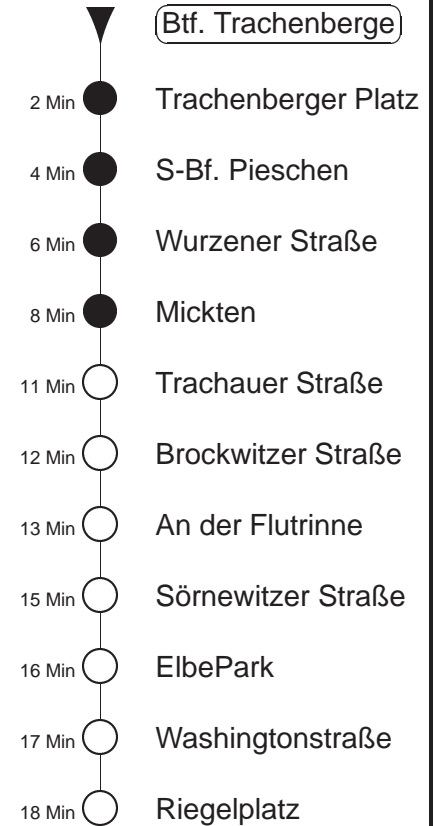 Btf. Trachenberge
2 Min Trachenberger Platz
4 Min S-Bf. Pieschen
6 Min Wurzener Straße
8 Min Mickten
11 Min Trachauer Straße
12 Min Brockwitzer Straße
13 Min An der Flutrinne
15 Min Sörnewitzer Straße
16 Min ElbePark
17 Min Washingtonstraße
18 Min Riegelplatz